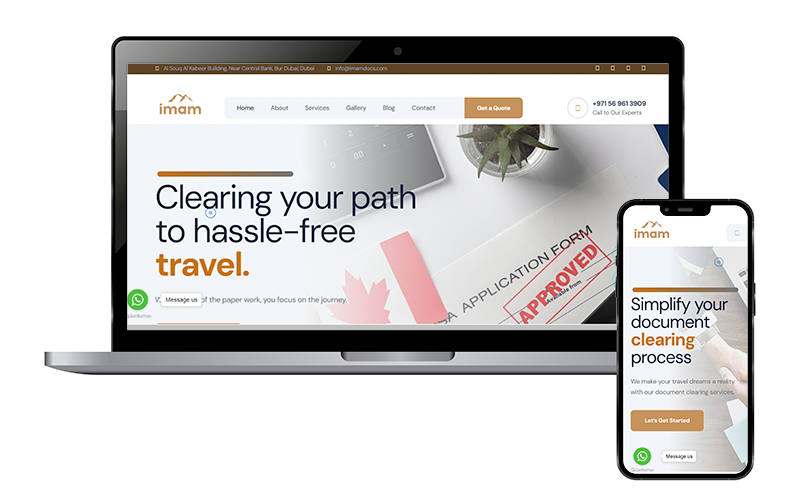 Al Souq Al Kabeer Building, Near Central Bank, Bur Dubai, Dubai
info@imamdocs.com
imam
Home
About
Services
Gallery
Blog
Contact
Get a Quote
+971 56 961 3909
Call to Our Experts
Clearing your path
to hassle-free
travel.
of the paper work, you focus on the journey.
Message us
SA APPLICATION FORM
APPROVED
Available from
imam
Simplify your
document
clearing
process
We make your travel dreams a reality
with our document clearing services.
Let's Get Started
Message us